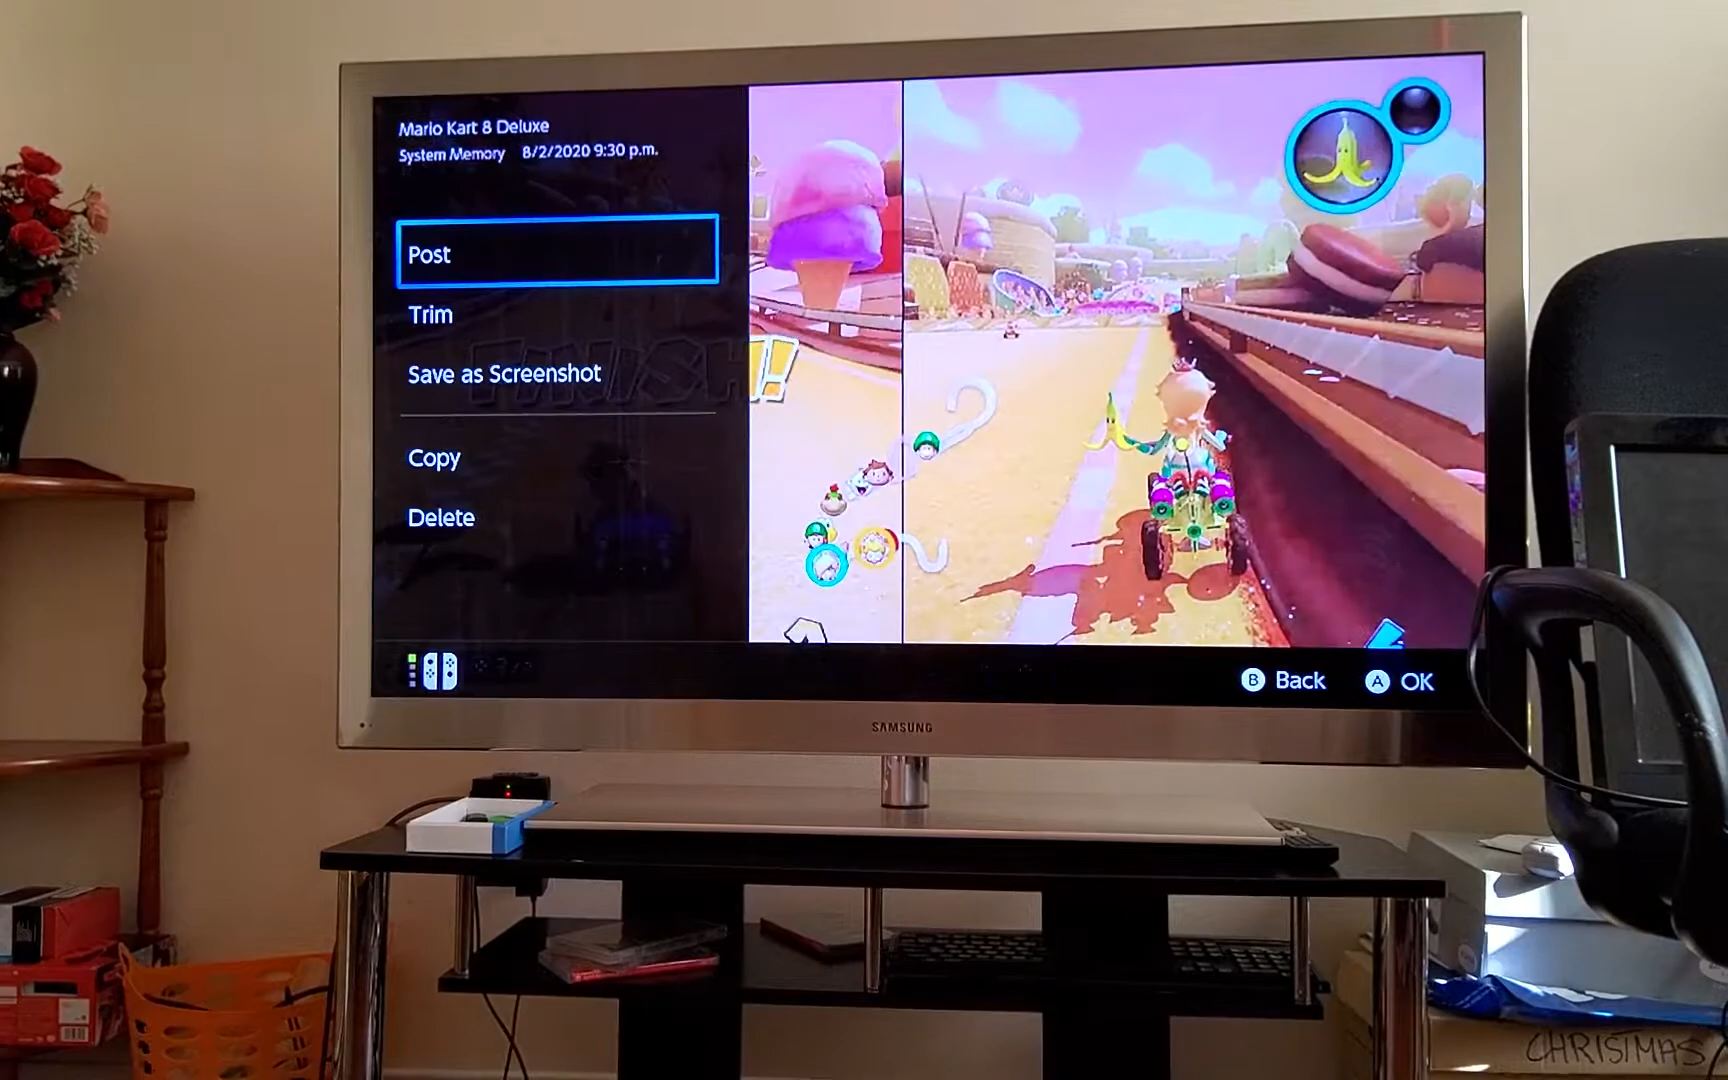 Mario Kart 8 Deluxe
System Memory 8/2/2020 9:30 p.m.
Post
Trim
Save as Screenshot
FINISH!
Copy
Delete
B Back A OK
SAMSUNG
CHRISTMAS